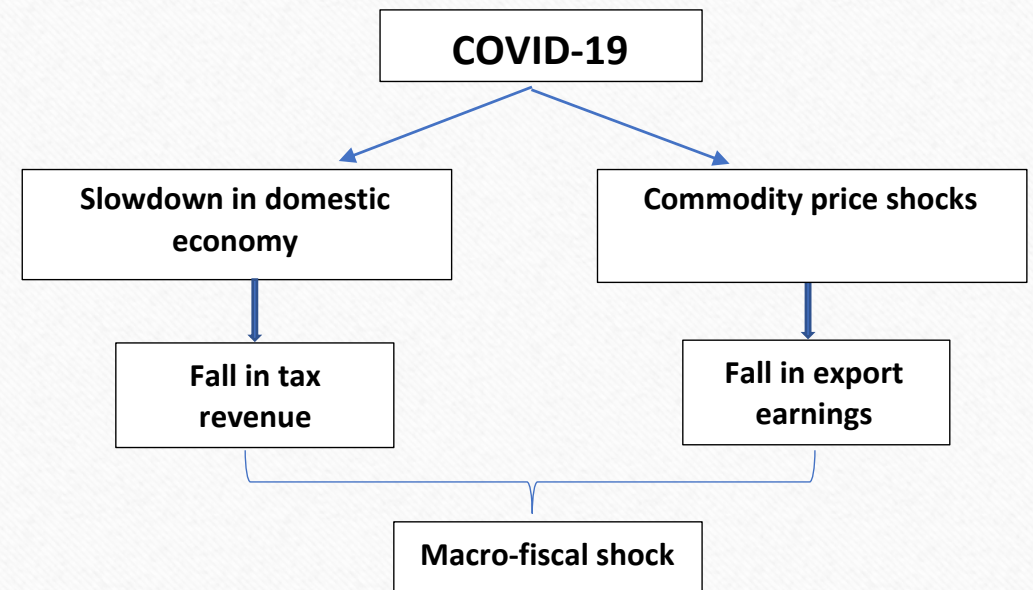 COVID-19
Slowdown in domestic
economy
Commodity price shocks
Fall in tax
revenue
Fall in export
earnings
Macro-fiscal shock